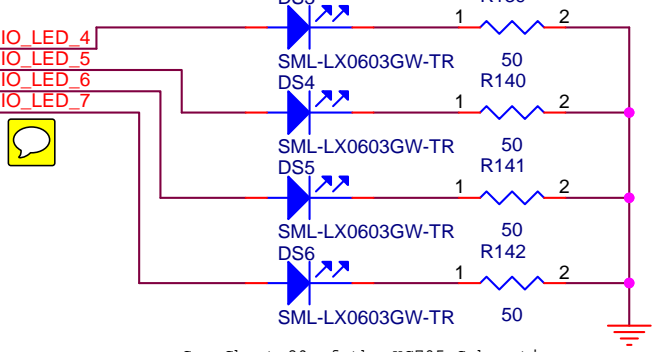 1
2
IO_LED_4
IO_LED_5
SML-LX0603GW-TR
50
IO_LED_6
DS4
R140
IO_LED_7
1
2
SML-LX0603GW-TR
50
DS5
R141
1
2
SML-LX0603GW-TR
50
DS6
R142
1
2
SML-LX0603GW-TR
50